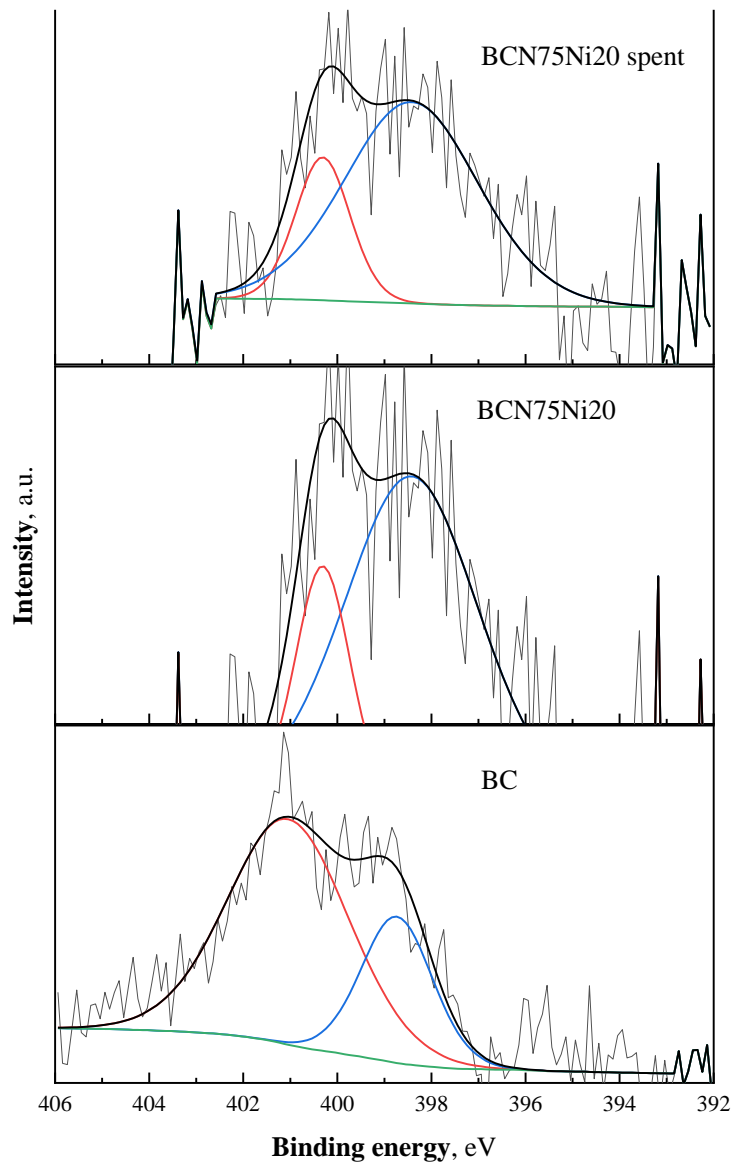 BCN75Ni20 spent
BCN75Ni20
Intensity, a.u.
BC
406 404 402 400 398 396 394 392
Binding energy, eV